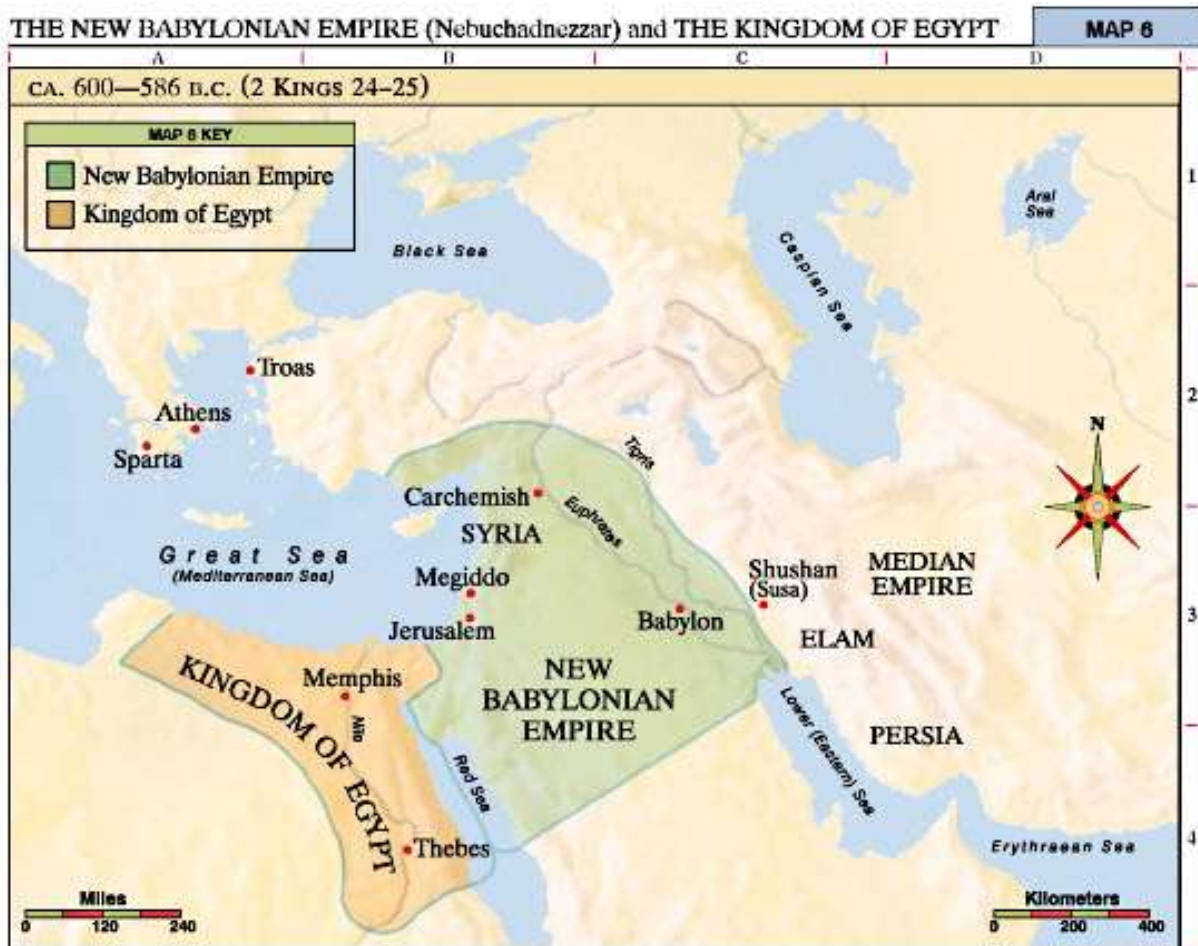 THE NEW BABYLONIAN EMPIRE (Nebuchadnezzar) and THE KINGDOM OF EGYPT
MAP 6
A
B
C
D
CA. 600—586 B.C. (2 KINGS 24–25)
MAP 6 KEY
New Babylonian Empire
Kingdom of Egypt
1
Aral
Sea
Black Sea
Caspian Sea
Troas
2
Athens
Sparta
N
Tigris
Carchemish
Euphrates
SYRIA
Great Sea
(Mediterranean Sea)
Shushan
(Susa)
MEDIAN
EMPIRE
Megiddo
Babylon
3
Jerusalem
ELAM
KINGDOM OF EGYPT
Memphis
NEW
BABYLONIAN
EMPIRE
Nile
Lower (Eastern) Sea
PERSIA
Red Sea
Thebes
Erythraean Sea
4
Miles
0 120 240
Kilometers
0 200 400